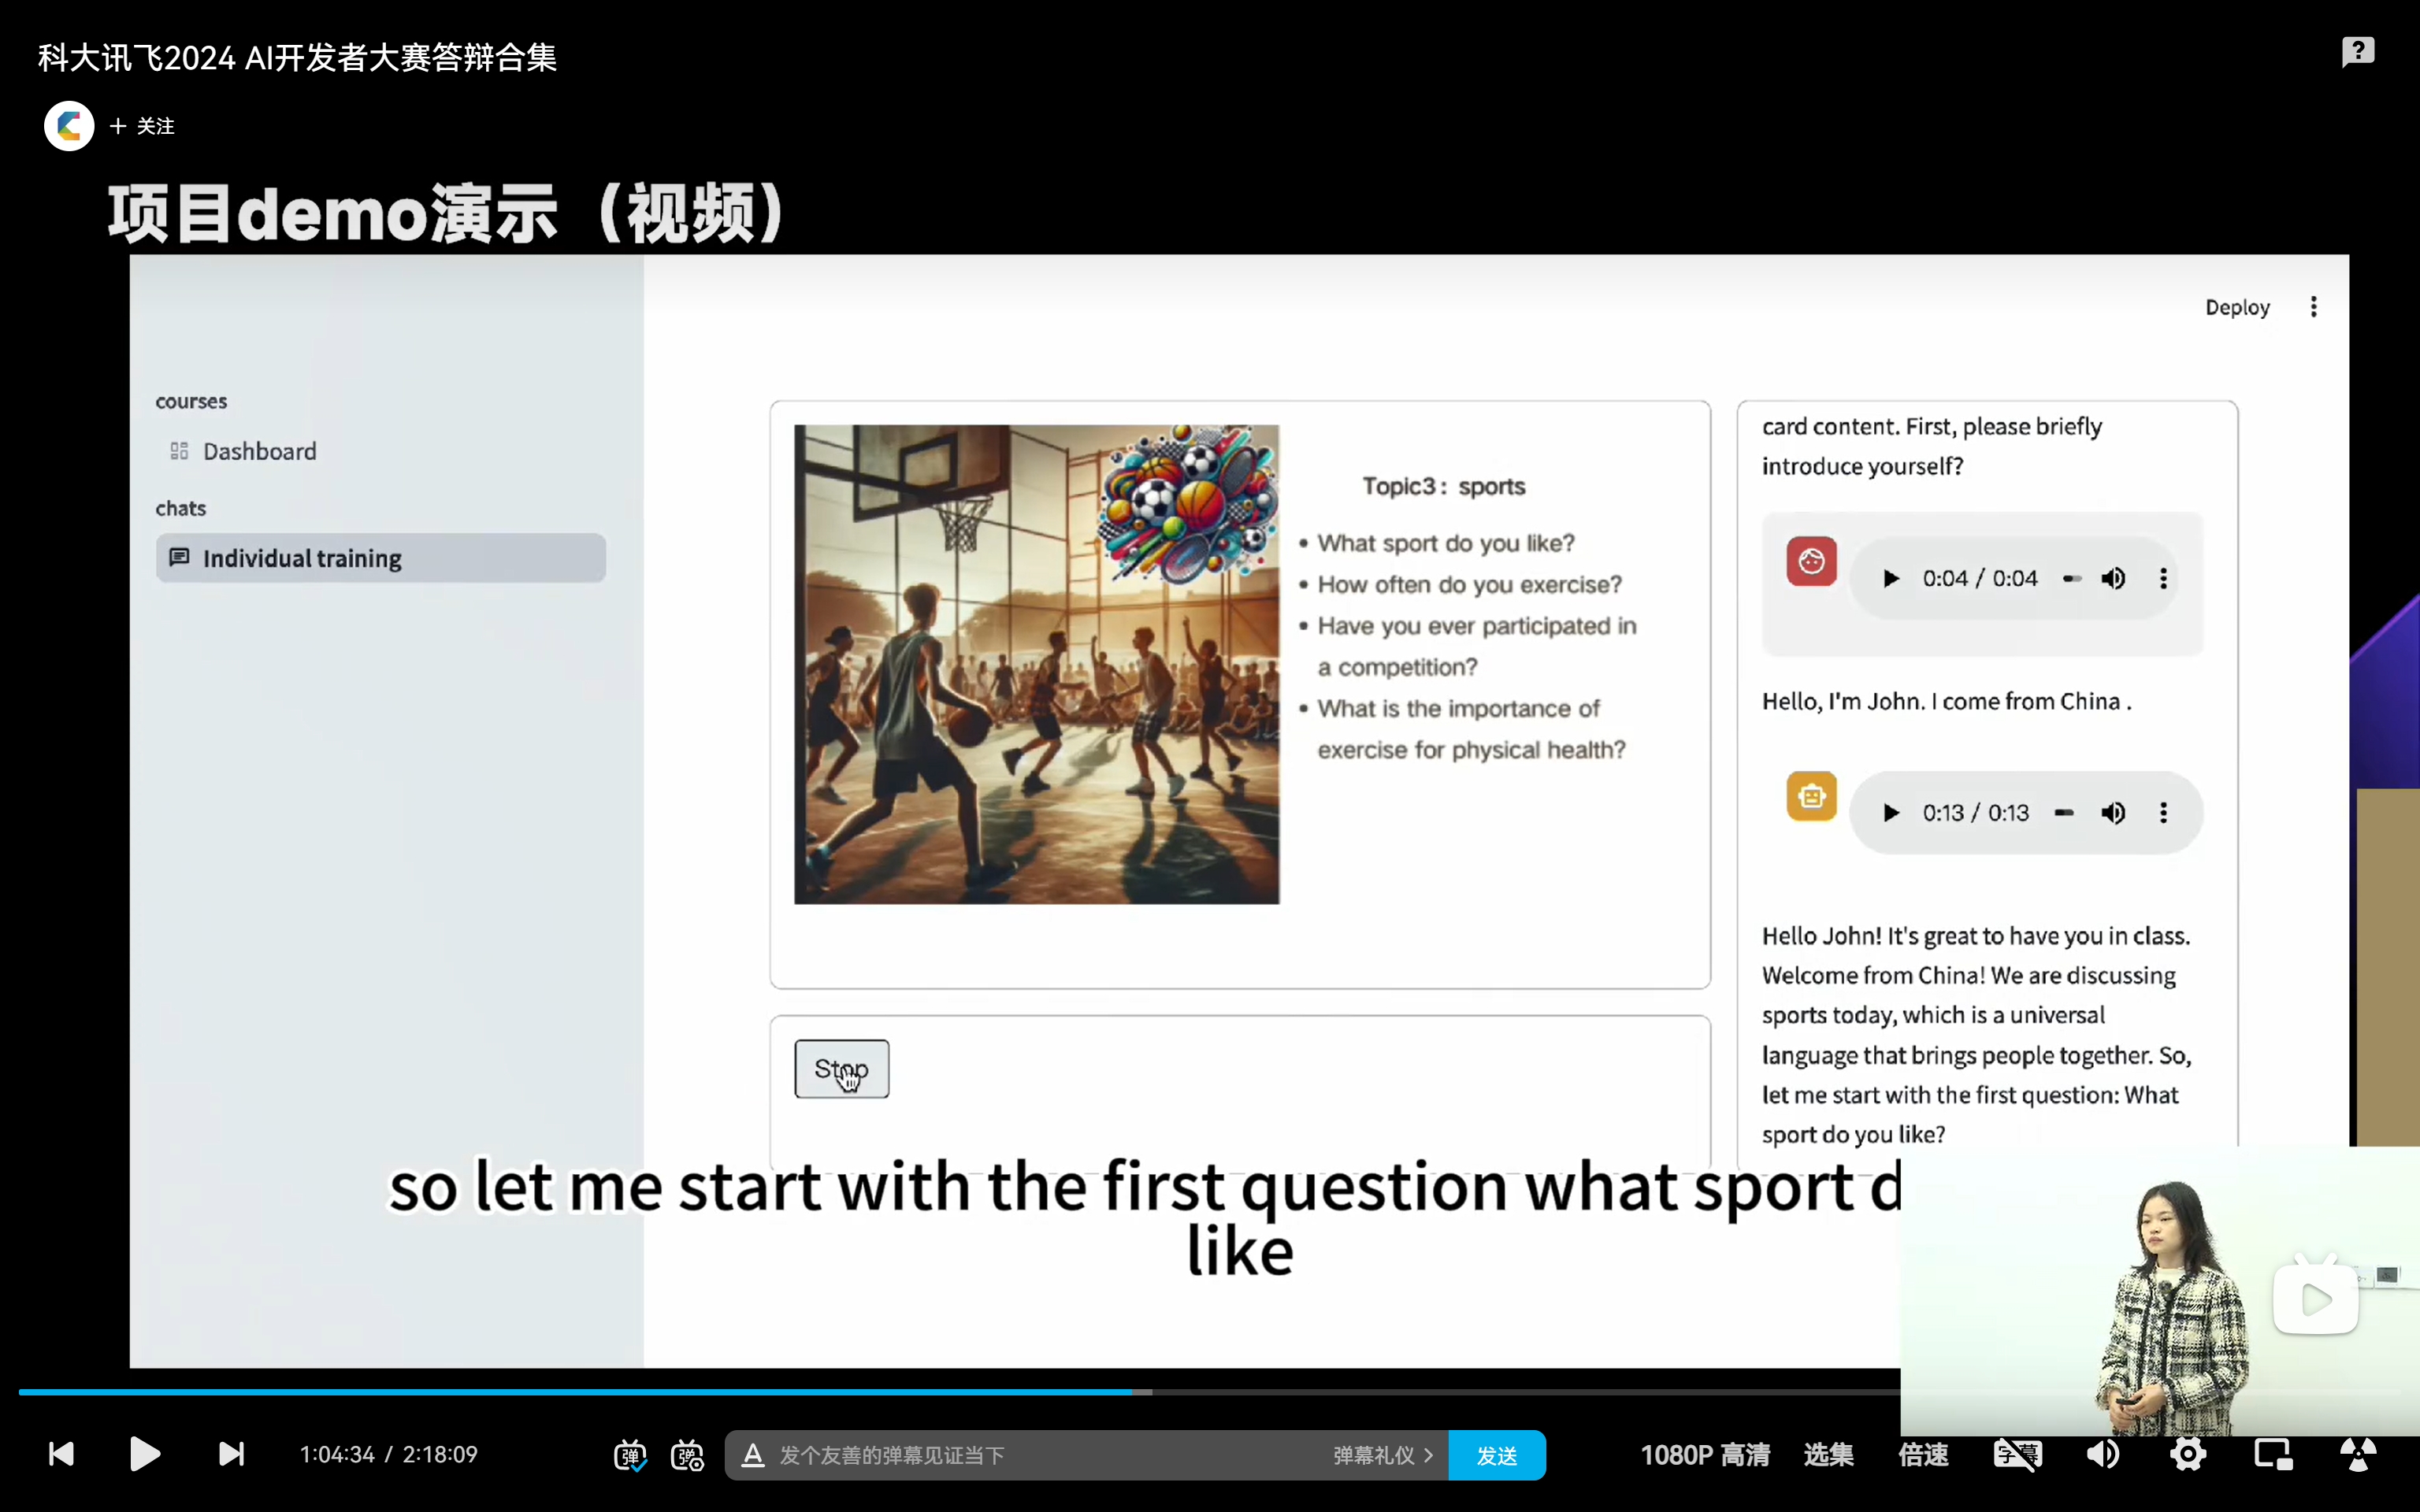 科大讯飞2024 AI开发者大赛答辩合集
+ 关注
项目demo演示（视频）
Deploy
courses
Dashboard
chats
Individual training
Topic3：sports
• What sport do you like?
• How often do you exercise?
• Have you ever participated in
a competition?
• What is the importance of
exercise for physical health?
Stop
card content. First, please briefly
introduce yourself?
0:04 / 0:04
Hello, I'm John. I come from China .
0:13 / 0:13
Hello John! It's great to have you in class.
Welcome from China! We are discussing
sports today, which is a universal
language that brings people together. So,
let me start with the first question: What
sport do you like?
so let me start with the first question what sport d
like
1:04:34 / 2:18:09
弹
弹
A 发个友善的弹幕见证当下
弹幕礼仪 >
发送
1080P 高清
选集
倍速
字幕